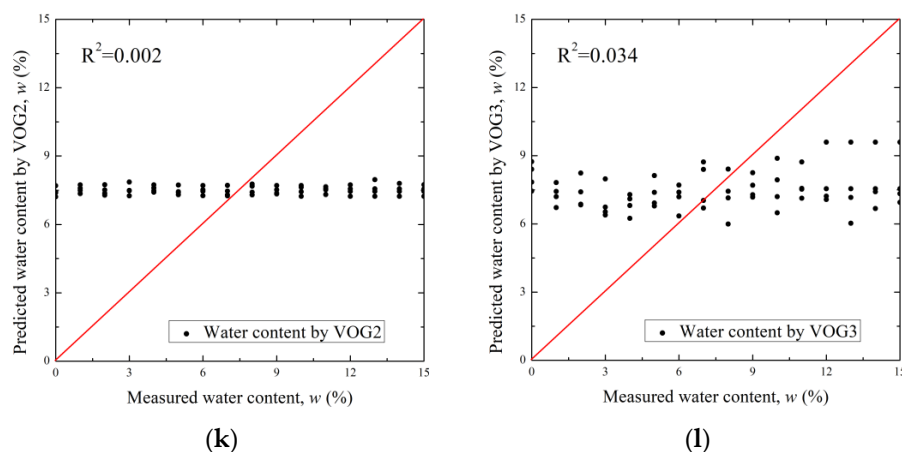 15
12
9
6
3
0
Predicted water content by VOG2, w (%)
R²=0.002
Water content by VOG2
0 3 6 9 12 15
Measured water content, w (%)
(k)
15
12
9
6
3
0
Predicted water content by VOG3, w (%)
R²=0.034
Water content by VOG3
0 3 6 9 12 15
Measured water content, w (%)
(l)